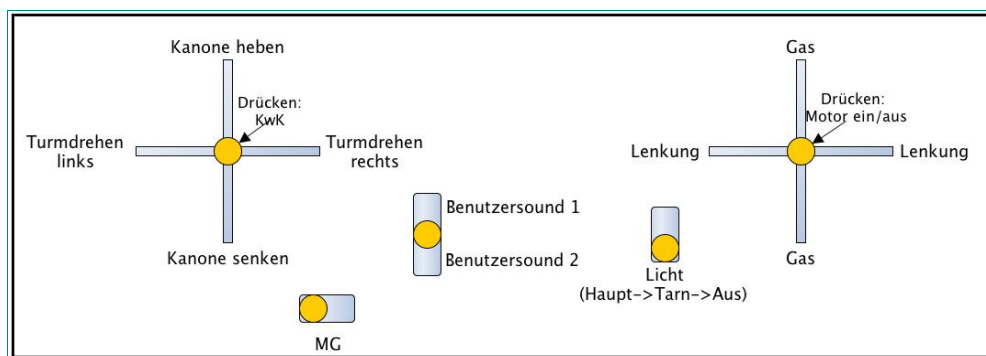 Kanone heben
Drücken:
KwK
Turmdrehen
links
Turmdrehen
rechts
Kanone senken
Benutzersound 1
Benutzersound 2
MG
Gas
Drücken:
Motor ein/aus
Lenkung
Lenkung
Gas
Licht
(Haupt->Tarn->Aus)